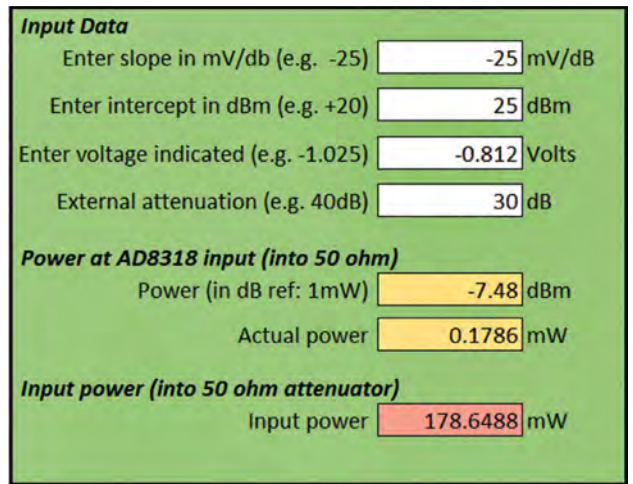 Input Data
Enter slope in mV/db (e.g. -25) -25 mV/dB
Enter intercept in dBm (e.g. +20) 25 dBm
Enter voltage indicated (e.g. -1.025) -0.812 Volts
External attenuation (e.g. 40dB) 30 dB
Power at AD8318 input (into 50 ohm)
Power (in dB ref: 1mW) -7.48 dBm
Actual power 0.1786 mW
Input power (into 50 ohm attenuator)
Input power 178.6488 mW